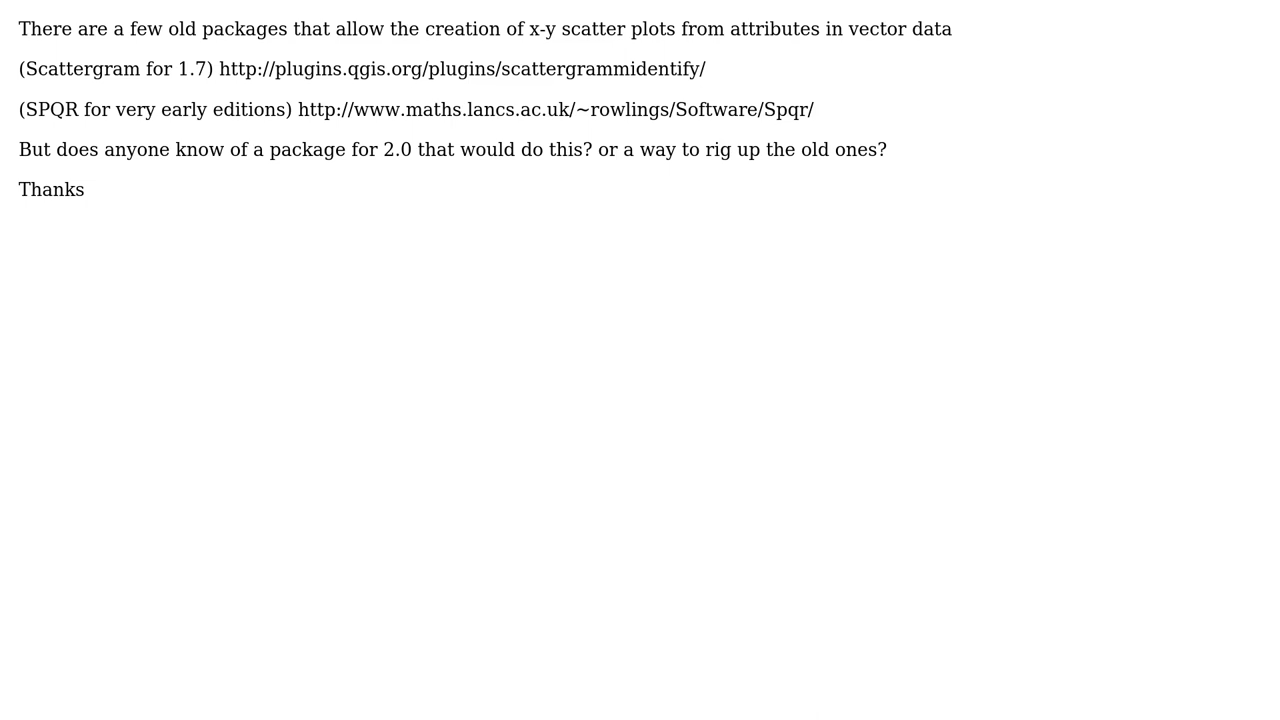 There are a few old packages that allow the creation of x-y scatter plots from attributes in vector data
(Scattergram for 1.7) http://plugins.qgis.org/plugins/scattergrammidentify/
(SPQR for very early editions) http://www.maths.lancs.ac.uk/~rowlings/Software/Spqr/
But does anyone know of a package for 2.0 that would do this? or a way to rig up the old ones?
Thanks